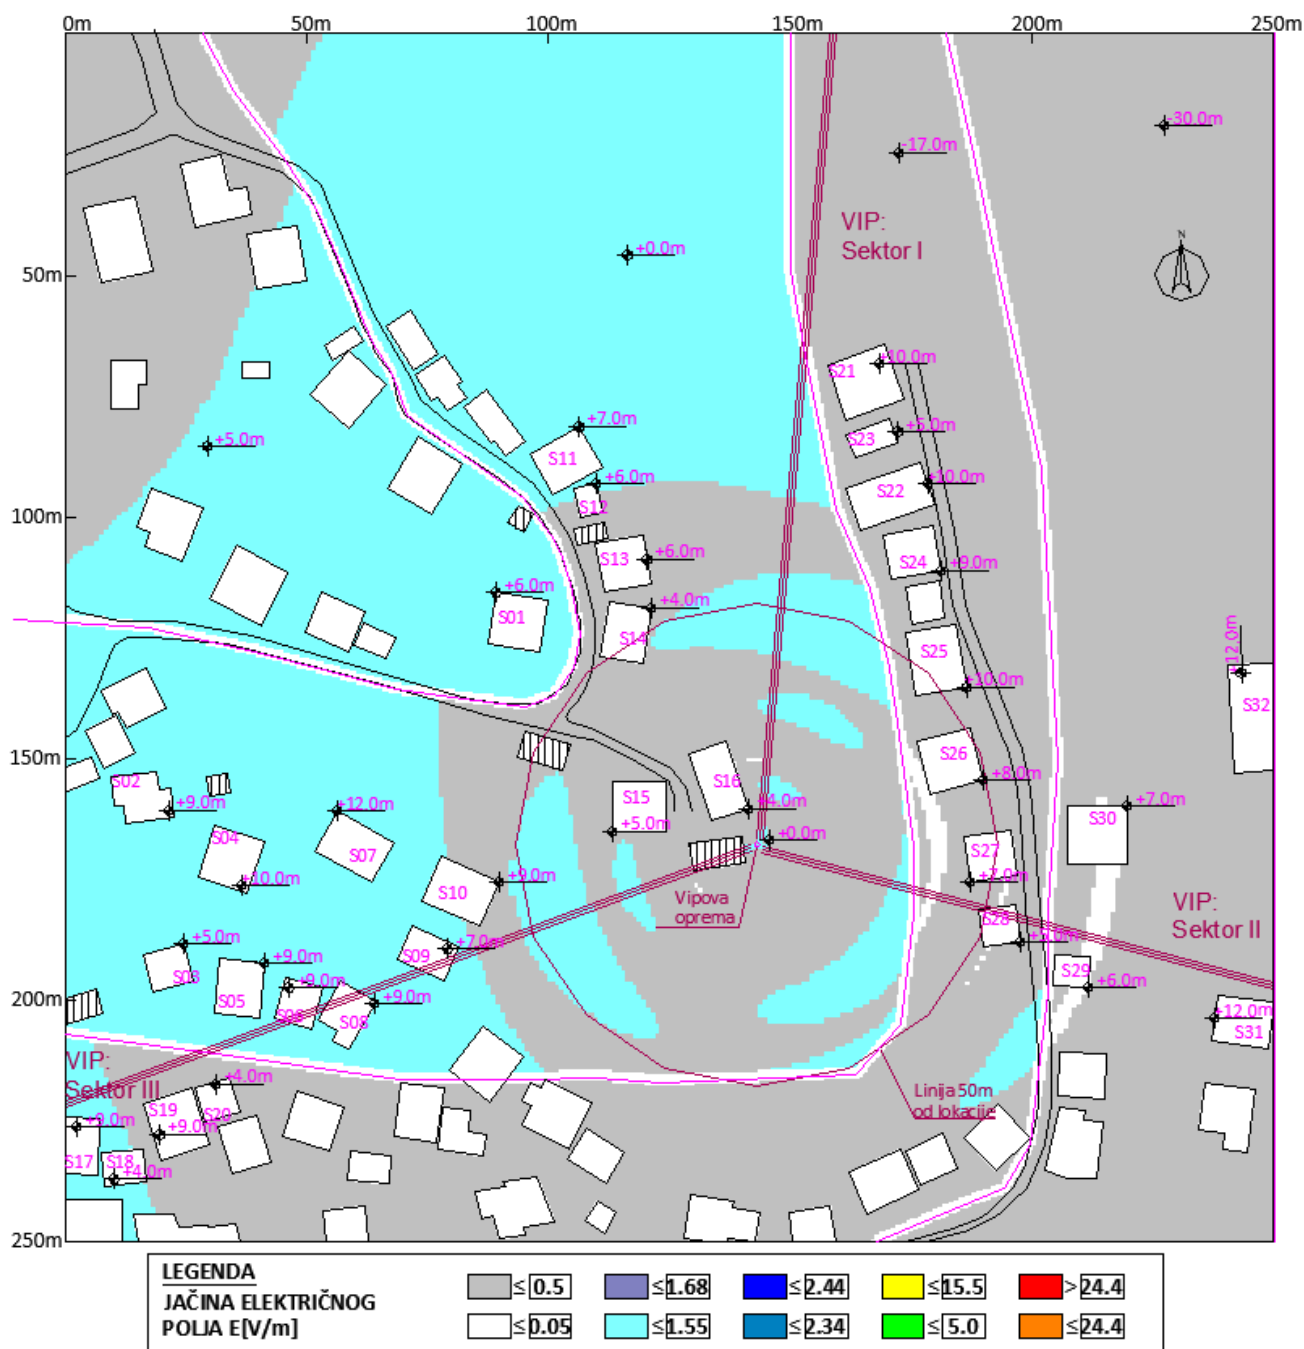 0m
50m
100m
150m
200m
250m
-30.0m
-17.0m
VIP:
Sektor I
N
+0.0m
50m
+10.0m
S21
+7.0m
+5.0m
S23
+5.0m
S11
+6.0m
+10.0m
S22
S12
100m
+6.0m
S13
S24
+9.0m
+6.0m
S01
+4.0m
S14
S25
+12.0m
+10.0m
S32
150m
S26
S02
+9.0m
+12.0m
S16
+8.0m
S15
+4.0m
+7.0m
S30
+5.0m
+0.0m
S04
S07
S27
+10.0m
+9.0m
+7.0m
S10
Vipova
oprema
VIP:
Sektor II
S28
+5.0m
+5.0m
+7.0m
S09
S03
+9.0m
S29
+9.0m
+6.0m
S05
200m
+9.0m
S06
S08
+12.0m
S31
VIP:
Sektor III
+4.0m
S19
S20
Linija 50m
od lokacije
+9.0m
+9.0m
S17
S18
+4.0m
250m
LEGENDA
JAČINA ELEKTRIČNOG
POLJA E[V/m]
≤ 0.5
≤ 1.68
≤ 2.44
≤ 15.5
> 24.4
≤ 0.05
≤ 1.55
≤ 2.34
≤ 5.0
≤ 24.4